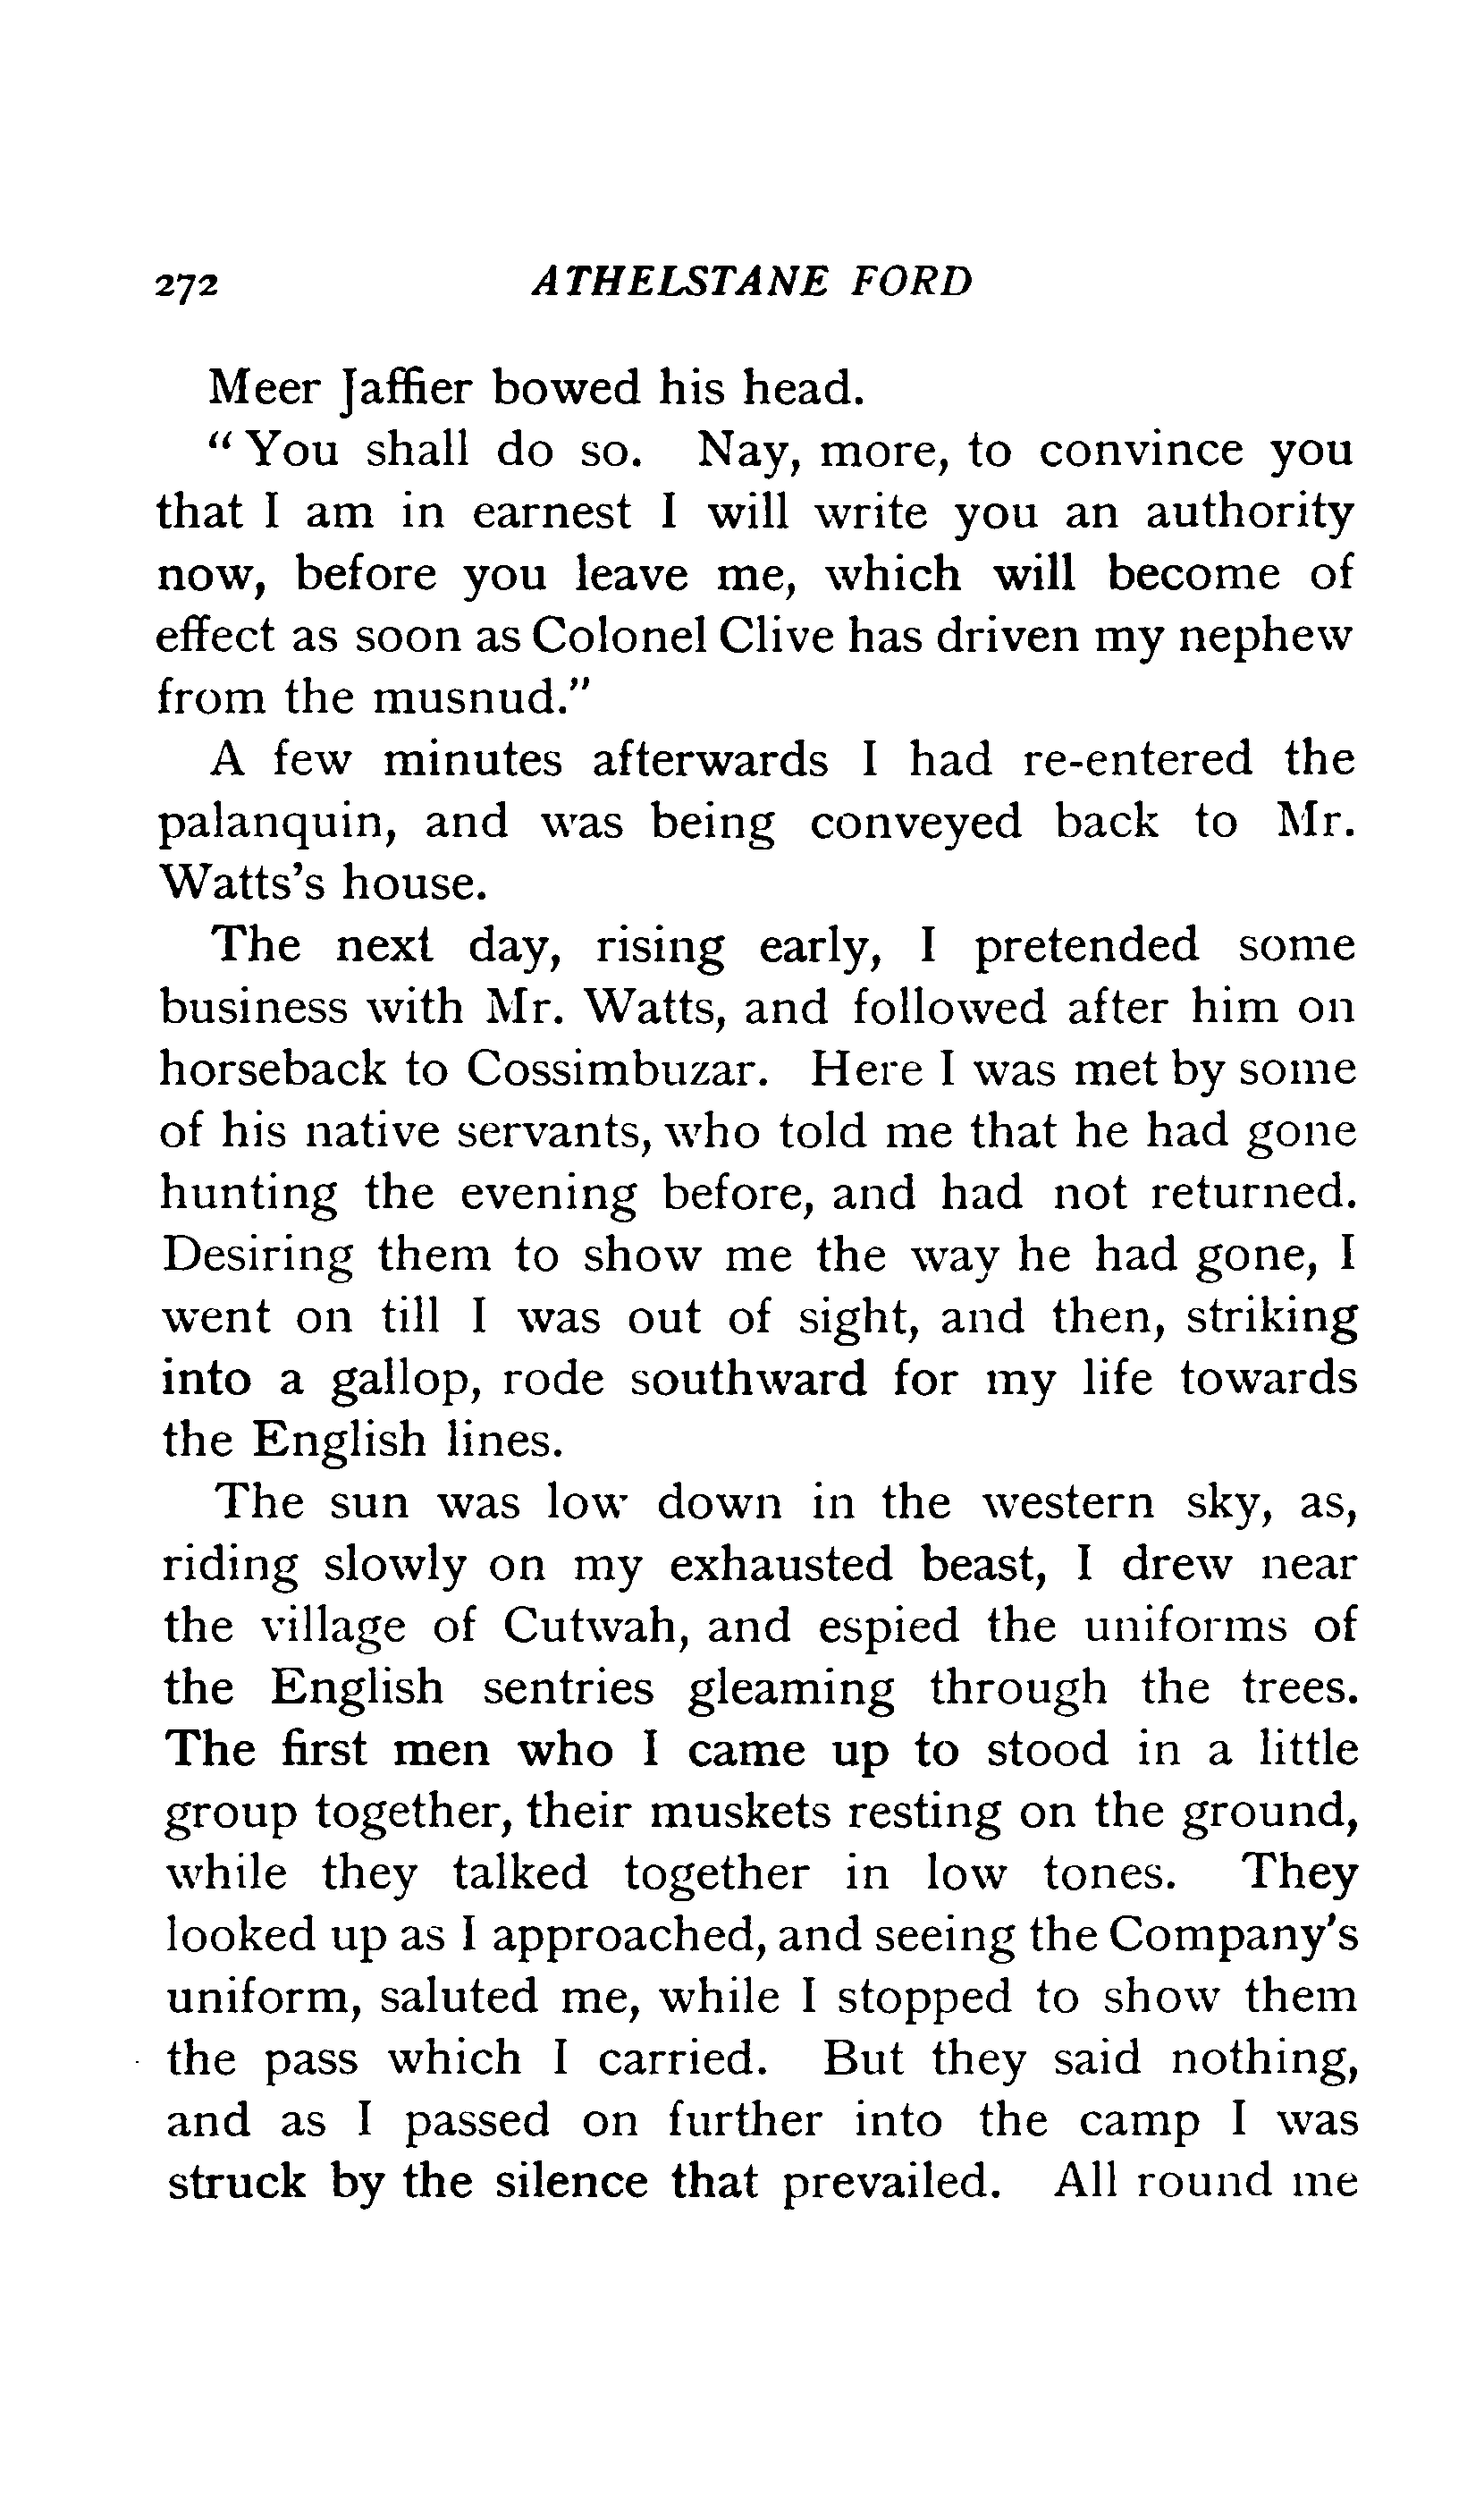 272 ATHELSTANE FORD
Meer Jaffier bowed his head.
“ You shall do so. Nay, more, to convince you
that I am in earnest I will write you an authority
now, before you leave me, which will become of
effect as soon as Colonel Clive has driven my nephew
from the musnud.”
A few minutes afterwards I had re-entered the
palanquin, and was being conveyed back to Mr.
Watts’s house.
The next day, rising early, I pretended some
business with Mr. Watts, and followed after him on
horseback to Cossimbuzar. Here I was met by some
of his native servants, who told me that he had gone
hunting the evening before, and had not returned.
Desiring them to show me the way he had gone, I
went on till I was out of sight, and then, striking
into a gallop, rode southward for my life towards
the English lines.
The sun was low down in the western sky, as,
riding slowly on my exhausted beast, I drew near
the village of Cutwah, and espied the uniforms of
the English sentries gleaming through the trees.
The first men who I came up to stood in a little
group together, their muskets resting on the ground,
while they talked together in low tones. They
looked up as I approached, and seeing the Company’s
uniform, saluted me, while I stopped to show them
the pass which I carried. But they said nothing,
and as I passed on further into the camp I was
struck by the silence that prevailed. All round me